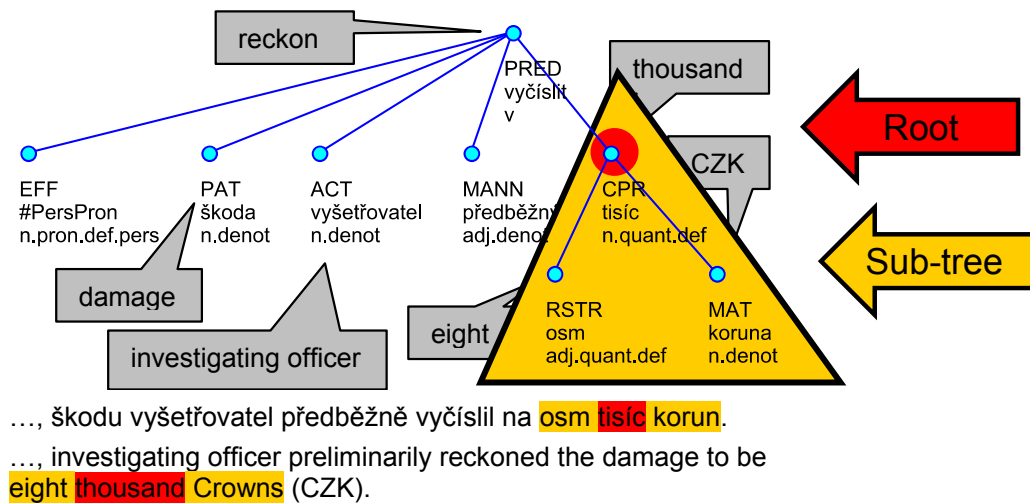 reckon
PRED
vyčíslit
v
thousand
Root
CZK
EFF
#PersPron
n.pron.def.pers
PAT
škoda
n.denot
ACT
vyšetřovatel
n.denot
MANN
předběžný
adj.denot
CPR
tisíc
n.quant.def
Sub-tree
damage
investigating officer
eight
RSTR
osm
adj.quant.def
MAT
koruna
n.denot
…, škodu vyšetřovatel předběžně vyčíslil na osm tisíc korun.
…, investigating officer preliminarily reckoned the damage to be
eight thousand Crowns (CZK).